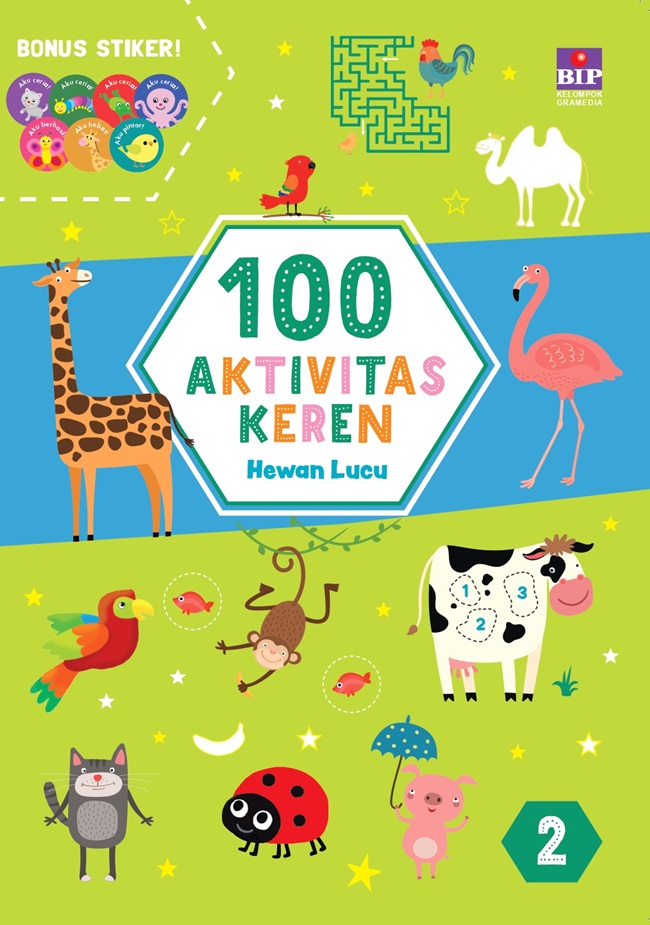 BONUS STIKER!
Aku ceria!
Aku ceria!
Aku ceria!
Aku ceria!
Aku berhasil
Aku bebas
Aku pintar!
BIP
KELOMPOK
GRAMEDIA
100
AKTIVITAS
KEREN
Hewan Lucu
1
3
2
2